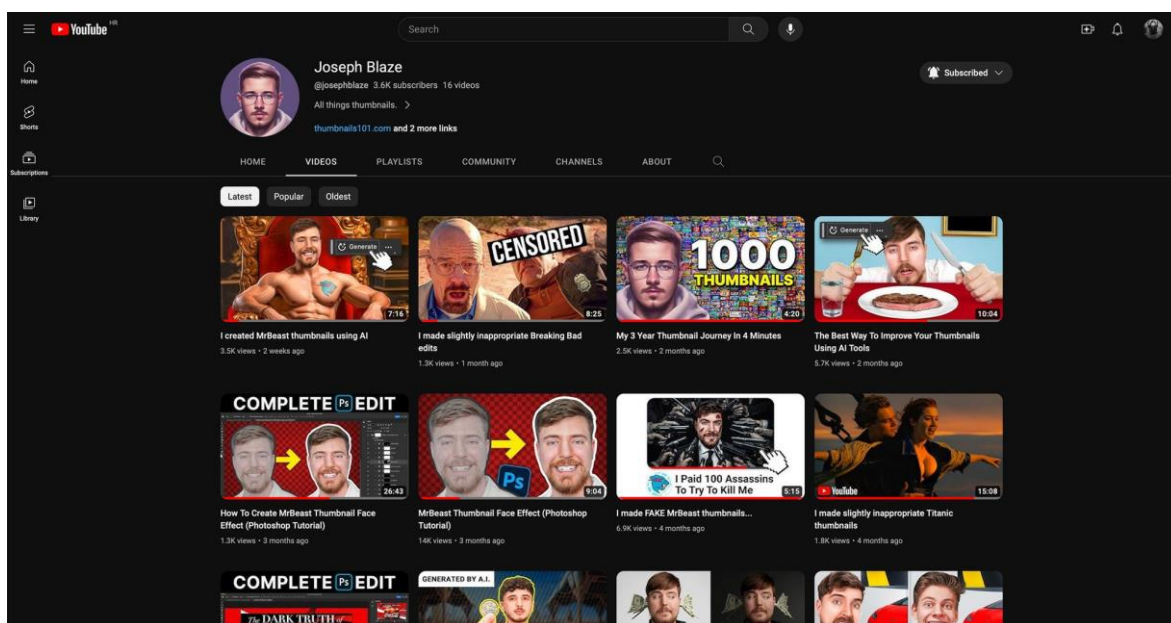 YouTube HR
Search
Home
Shorts
Subscriptions
Library
Joseph Blaze
@josephblaze 3.6K subscribers 16 videos
All things thumbnails.
thumbnails101.com and 2 more links
Subscribed
HOME VIDEOS PLAYLISTS COMMUNITY CHANNELS ABOUT
Latest Popular Oldest
Generate ...
7:16
I created MrBeast thumbnails using AI
3.5K views • 2 weeks ago
CENSORED
8:25
I made slightly inappropriate Breaking Bad
edits
1.3K views • 1 month ago
1000
THUMBNAILS
4:20
My 3 Year Thumbnail Journey In 4 Minutes
2.5K views • 2 months ago
Generate ...
10:04
The Best Way To Improve Your Thumbnails
Using AI Tools
5.7K views • 2 months ago
COMPLETE Ps EDIT
26:43
How To Create MrBeast Thumbnail Face
Effect (Photoshop Tutorial)
1.3K views • 3 months ago
Ps
9:04
MrBeast Thumbnail Face Effect (Photoshop
Tutorial)
14K views • 3 months ago
I Paid 100 Assassins
To Try To Kill Me
5:15
I made FAKE MrBeast thumbnails...
6.9K views • 4 months ago
YouTube
15:08
I made slightly inappropriate Titanic
thumbnails
1.8K views • 4 months ago
COMPLETE Ps EDIT
The DARK TRUTH of
GENERATED BY A.I.